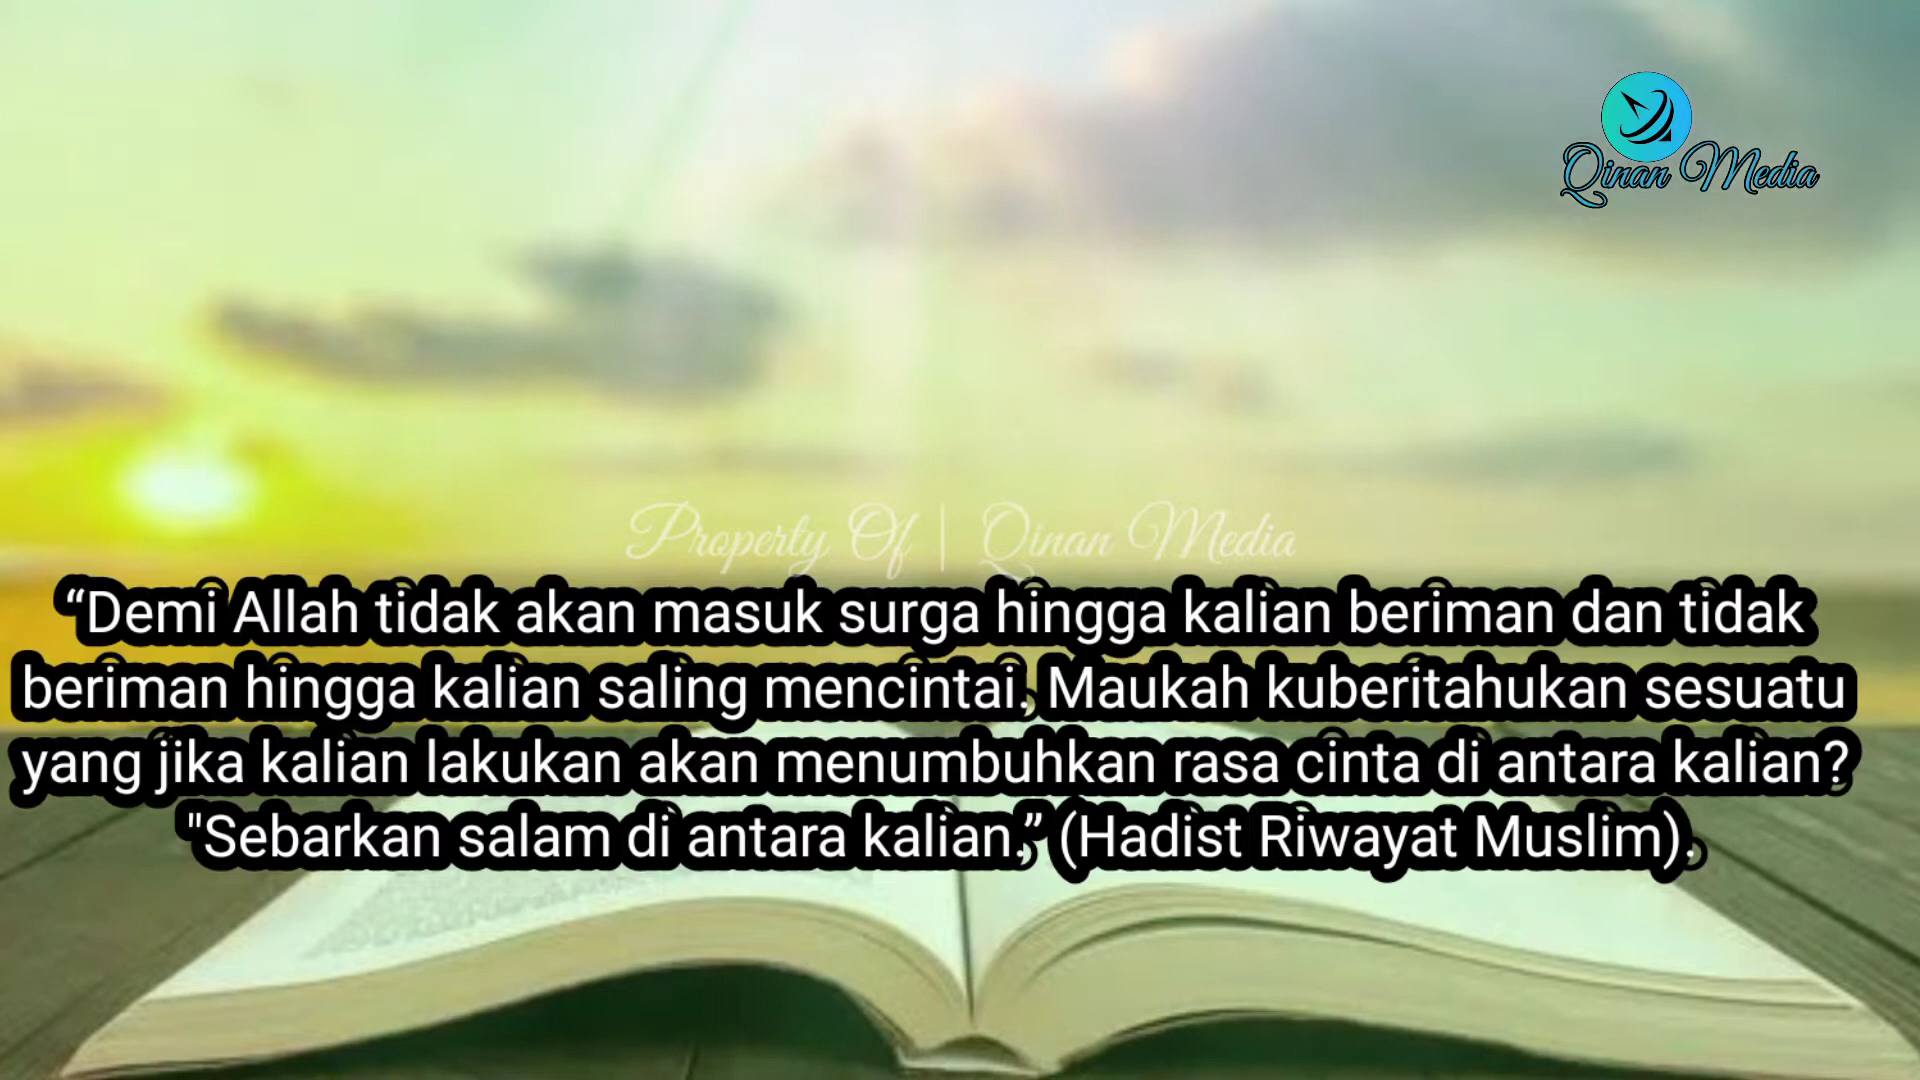 Qinan Media
Property Of | Qinan Media
“Demi Allah tidak akan masuk surga hingga kalian beriman dan tidak
beriman hingga kalian saling mencintai. Maukah kuberitahukan sesuatu
yang jika kalian lakukan akan menumbuhkan rasa cinta di antara kalian?
"Sebarkan salam di antara kalian.” (Hadist Riwayat Muslim).